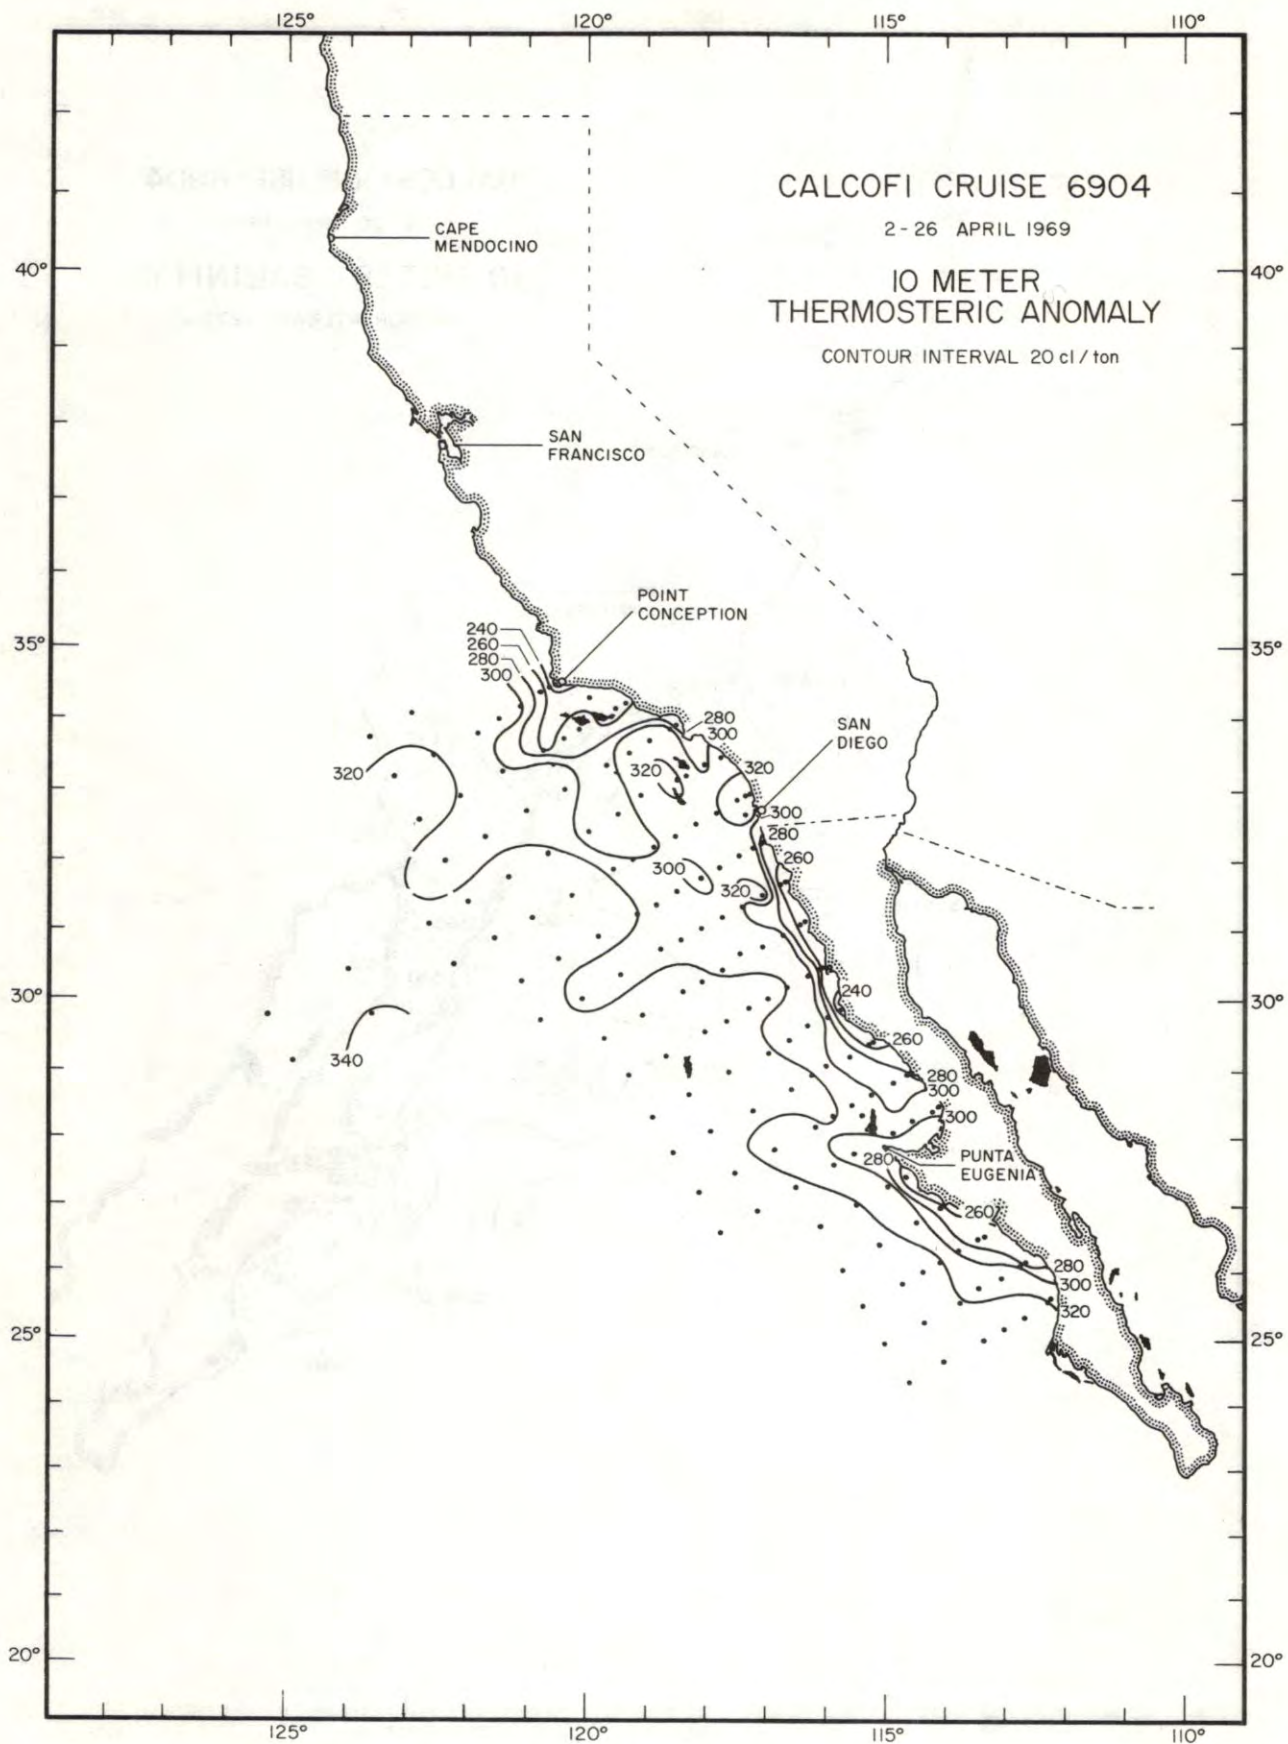 125°
120°
115°
110°
CALCOFI CRUISE 6904
2-26 APRIL 1969
CAPE
MENDOCINO
40°
40°
10 METER
THERMOSTERIC ANOMALY
CONTOUR INTERVAL 20 cl/ton
SAN
FRANCISCO
POINT
CONCEPTION
240
260
280
300
35°
35°
280
300
SAN
DIEGO
320
320
320
300
280
260
300
320
30°
30°
240
340
260
280
300
300
280
PUNTA
EUGENIA
260
280
300
320
25°
25°
20°
20°
125°
120°
115°
110°